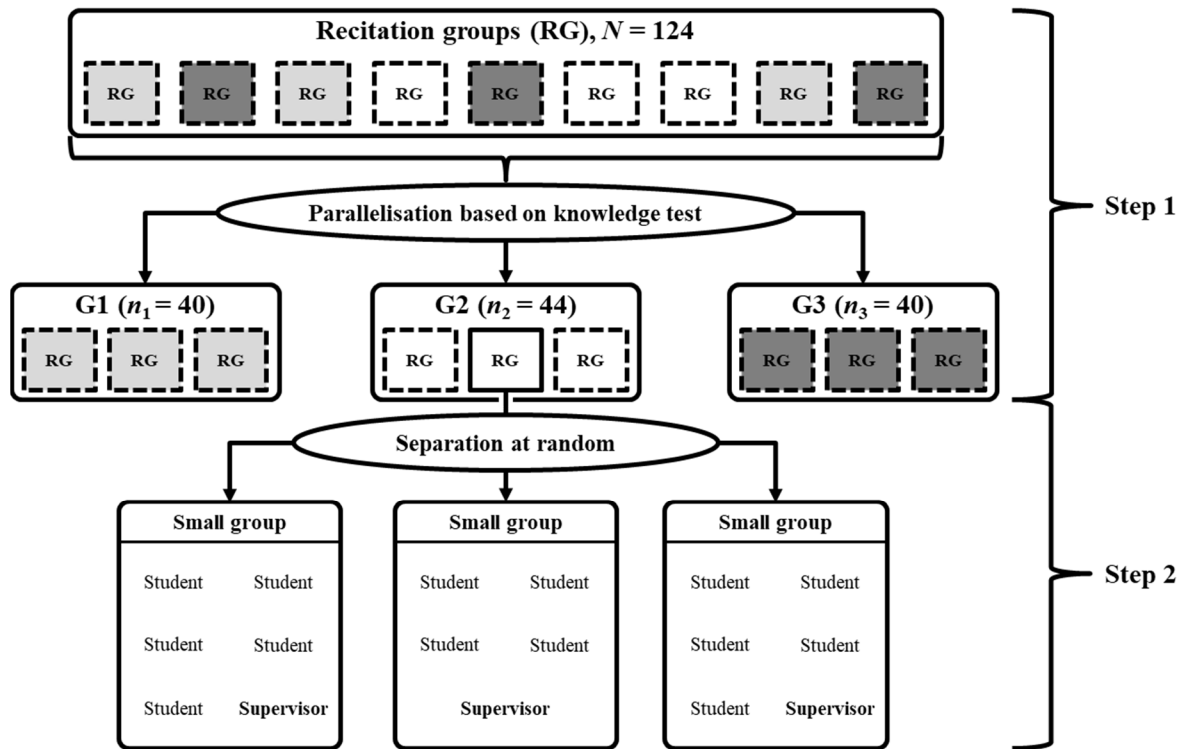 Recitation groups (RG), N = 124
RG RG RG RG RG RG RG RG RG
Parallelisation based on knowledge test
Step 1
G1 (n₁ = 40) G2 (n₂ = 44) G3 (n₃ = 40)
RG RG RG RG RG RG RG RG RG
Separation at random
Small group Small group Small group
Student Student Student Student Student Student
Step 2
Student Student Student Student Student Student
Student Supervisor Supervisor Student Supervisor